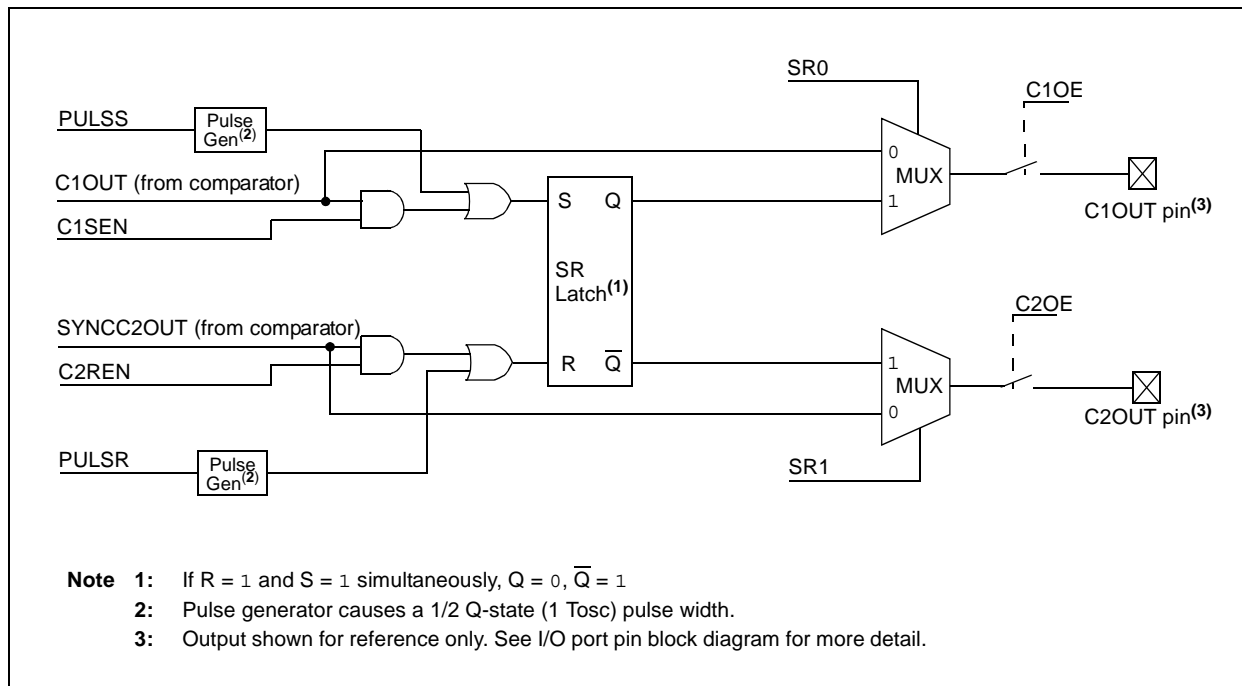 SR0
C1OE
PULSS
Pulse
Gen(2)
0
MUX
C1OUT (from comparator)
S Q
1
C1OUT pin(3)
C1SEN
SR
Latch(1)
C2OE
SYNCC2OUT (from comparator)
R Q̅
1
C2REN
MUX
0
C2OUT pin(3)
PULSR
Pulse
Gen(2)
SR1
Note 1: If R = 1 and S = 1 simultaneously, Q = 0, Q̅ = 1
2: Pulse generator causes a 1/2 Q-state (1 Tosc) pulse width.
3: Output shown for reference only. See I/O port pin block diagram for more detail.